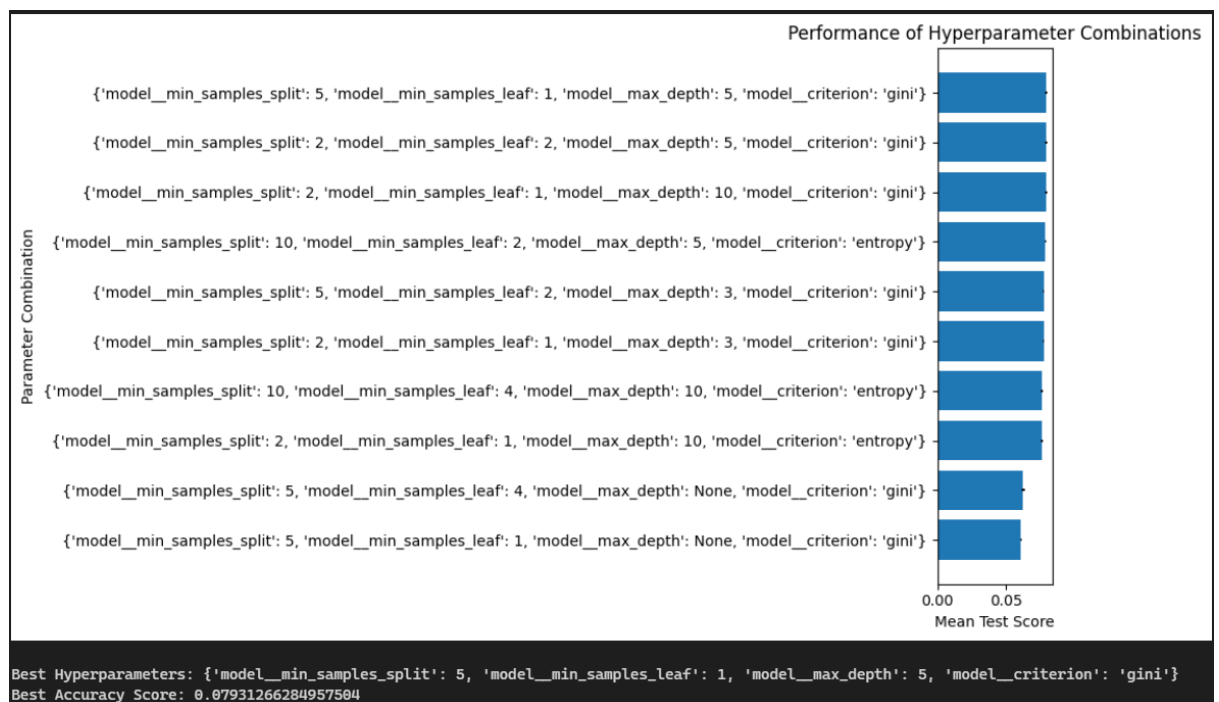 Performance of Hyperparameter Combinations
Parameter Combination
{'model__min_samples_split': 5, 'model__min_samples_leaf': 1, 'model__max_depth': 5, 'model__criterion': 'gini'}
{'model__min_samples_split': 2, 'model__min_samples_leaf': 2, 'model__max_depth': 5, 'model__criterion': 'gini'}
{'model__min_samples_split': 2, 'model__min_samples_leaf': 1, 'model__max_depth': 10, 'model__criterion': 'gini'}
{'model__min_samples_split': 10, 'model__min_samples_leaf': 2, 'model__max_depth': 5, 'model__criterion': 'entropy'}
{'model__min_samples_split': 5, 'model__min_samples_leaf': 2, 'model__max_depth': 3, 'model__criterion': 'gini'}
{'model__min_samples_split': 2, 'model__min_samples_leaf': 1, 'model__max_depth': 3, 'model__criterion': 'gini'}
{'model__min_samples_split': 10, 'model__min_samples_leaf': 4, 'model__max_depth': 10, 'model__criterion': 'entropy'}
{'model__min_samples_split': 2, 'model__min_samples_leaf': 1, 'model__max_depth': 10, 'model__criterion': 'entropy'}
{'model__min_samples_split': 5, 'model__min_samples_leaf': 4, 'model__max_depth': None, 'model__criterion': 'gini'}
{'model__min_samples_split': 5, 'model__min_samples_leaf': 1, 'model__max_depth': None, 'model__criterion': 'gini'}
0.00 0.05
Mean Test Score
Best Hyperparameters: {'model__min_samples_split': 5, 'model__min_samples_leaf': 1, 'model__max_depth': 5, 'model__criterion': 'gini'}
Best Accuracy Score: 0.07931266284957504